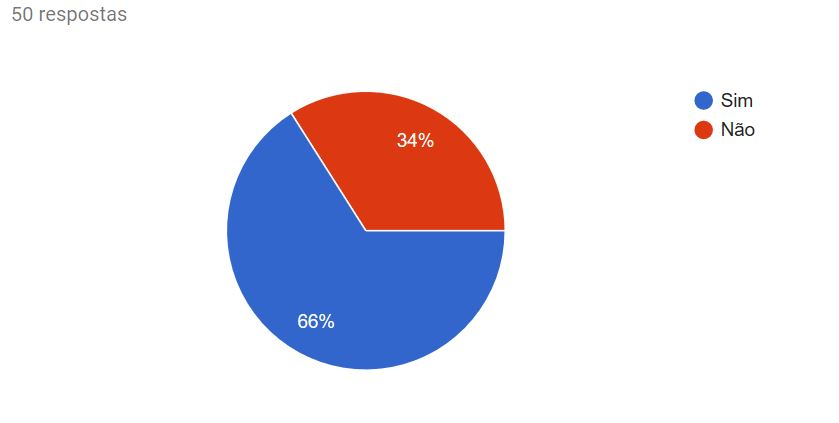 50 respostas
Sim
Não
34%
66%